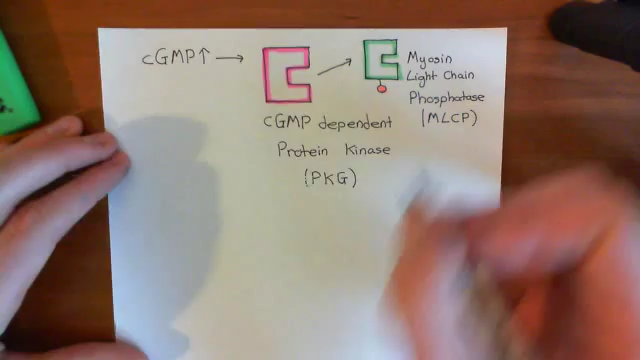 cGMP↑ →
Myosin
Light Chain
Phosphatase
(MLCP)
cGMP dependent
Protein Kinase
(PKG)